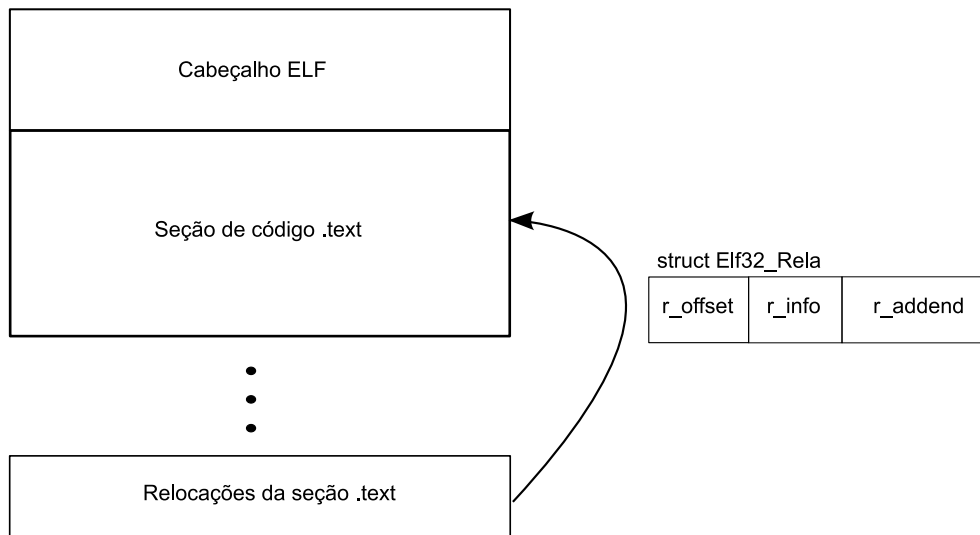 Cabeçalho ELF
Seção de código .text
struct Elf32_Rela
r_offset r_info r_addend
Relocações da seção .text